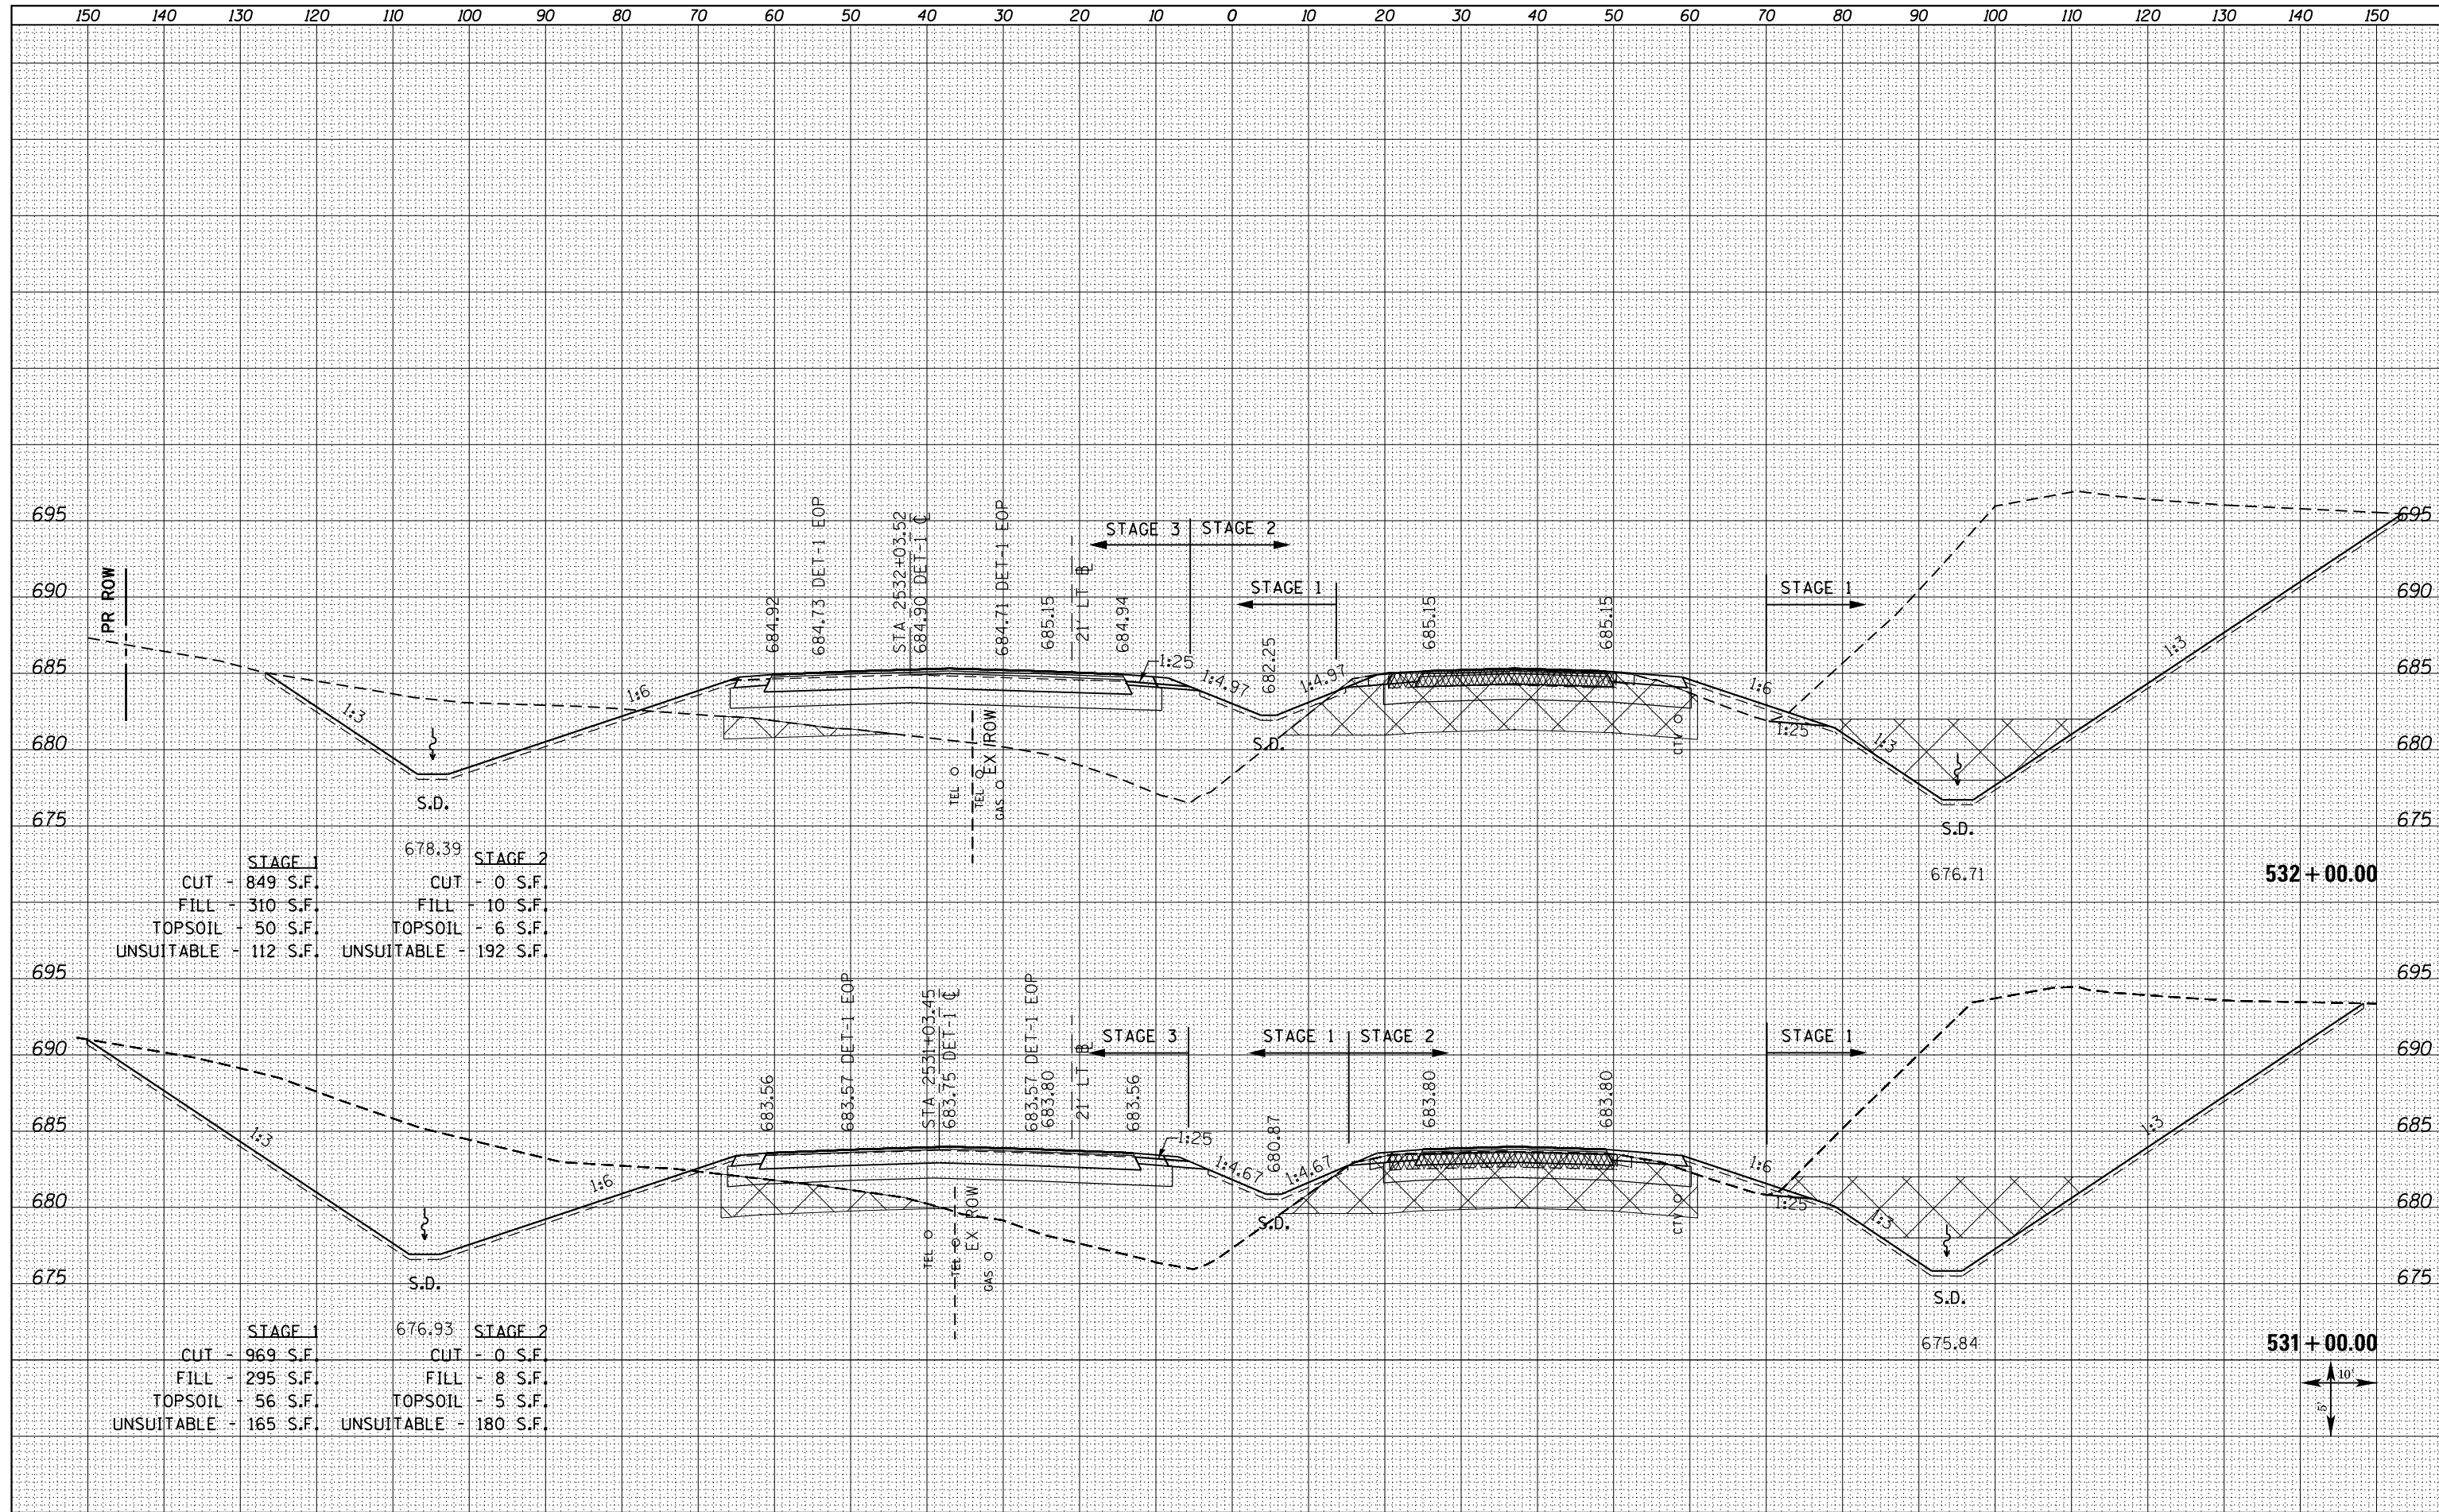 150 140 130 120 110 100 90 80 70 60 50 40 30 20 10 0 10 20 30 40 50 60 70 80 90 100 110 120 130 140 150
695
690
685
680
675
695
690
685
680
675
PR ROW
1:3
S.D.
678.39
1:6
684.92
684.73 DET-1 EOP
STA 2532+03.52
684.90 DET-1 ℄
684.71 DET-1 EOP
685.15
21' LT ⅊
684.94
STAGE 3
STAGE 2
STAGE 1
1:25
1:4.97
682.25
1:4.97
S.D.
TEL
TEL
EX ROW
GAS
685.15
685.15
CTV
STAGE 1
1:6
1:25
1:3
S.D.
676.71
1:3
532+00.00
STAGE 1
CUT - 849 S.F.
FILL - 310 S.F.
TOPSOIL - 50 S.F.
UNSUITABLE - 112 S.F.
STAGE 2
CUT - 0 S.F.
FILL - 10 S.F.
TOPSOIL - 6 S.F.
UNSUITABLE - 192 S.F.
695
690
685
680
675
695
690
685
680
675
1:3
S.D.
676.93
1:6
683.56
683.57 DET-1 EOP
STA 2531+03.45
683.75 DET-1 ℄
683.57 DET-1 EOP
683.80
21' LT ⅊
683.56
STAGE 3
STAGE 1
STAGE 2
1:25
1:4.67
680.87
1:4.67
S.D.
TEL
TEL
EX ROW
GAS
683.80
683.80
CTV
STAGE 1
1:6
1:25
1:3
S.D.
675.84
1:3
531+00.00
10'
5'
STAGE 1
CUT - 969 S.F.
FILL - 295 S.F.
TOPSOIL - 56 S.F.
UNSUITABLE - 165 S.F.
STAGE 2
CUT - 0 S.F.
FILL - 8 S.F.
TOPSOIL - 5 S.F.
UNSUITABLE - 180 S.F.